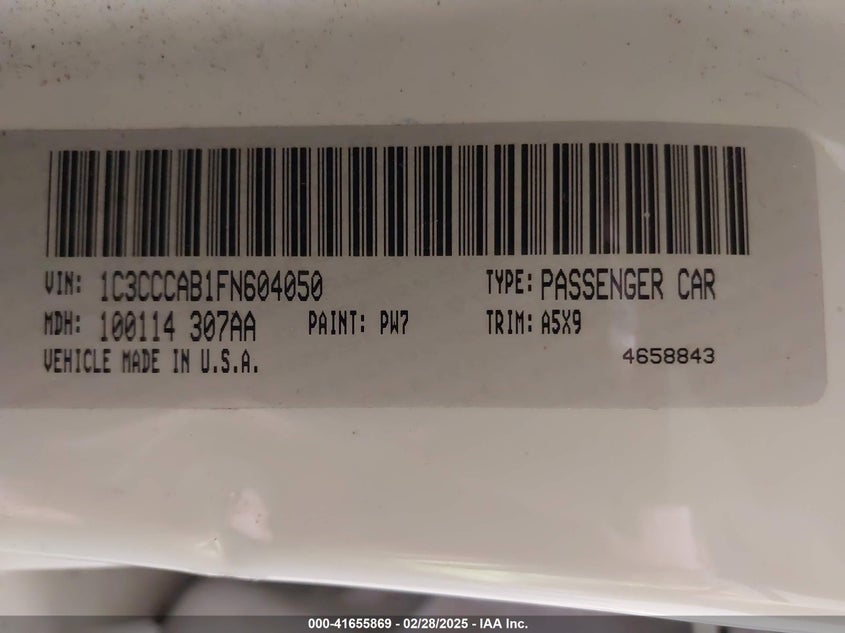 VIN: 1C3CCCAB1FN604050 TYPE: PASSENGER CAR
MDH: 100114 307AA PAINT: PW7 TRIM: A5X9
VEHICLE MADE IN U.S.A. 4658843
000-41655869 - 02/28/2025 - IAA Inc.